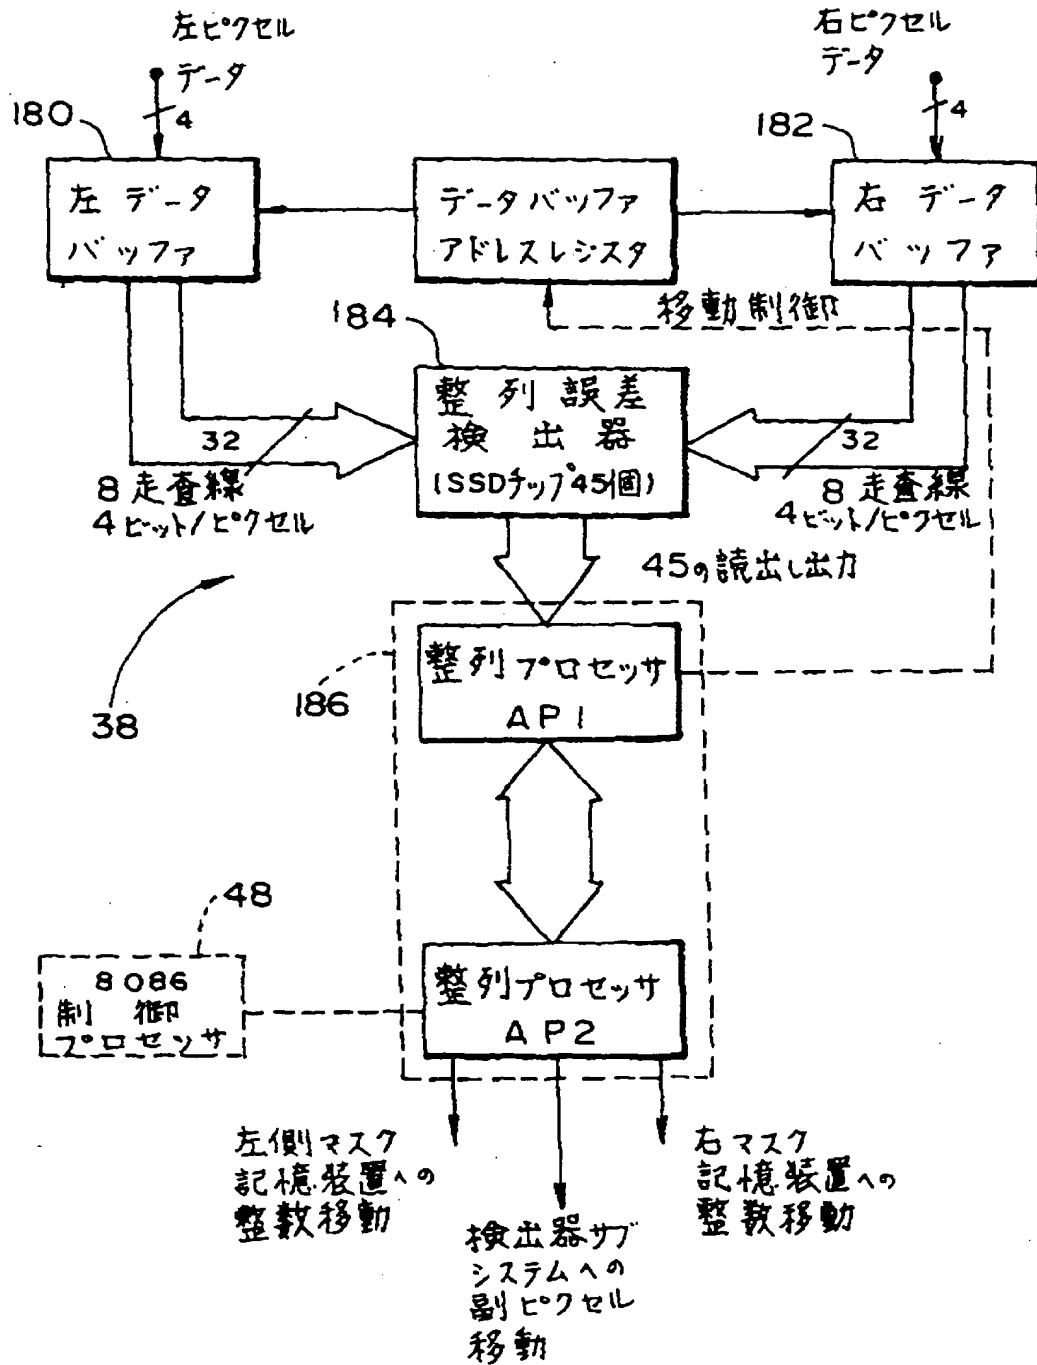 左ピクセル
データ
右ピクセル
データ
180
4
182
4
左データ
バッファ
データバッファ
アドレスレジスタ
右データ
バッファ
184
移動制御
整列誤差
検出器
(SSDチップ45個)
32
32
8走査線
4ビット/ピクセル
8走査線
4ビット/ピクセル
45の読出し出力
38
186
整列プロセッサ
AP1
48
8086
制御
プロセッサ
整列プロセッサ
AP2
左側マスク
記憶装置への
整数移動
右マスク
記憶装置への
整数移動
検出器サブ
システムへの
副ピクセル
移動